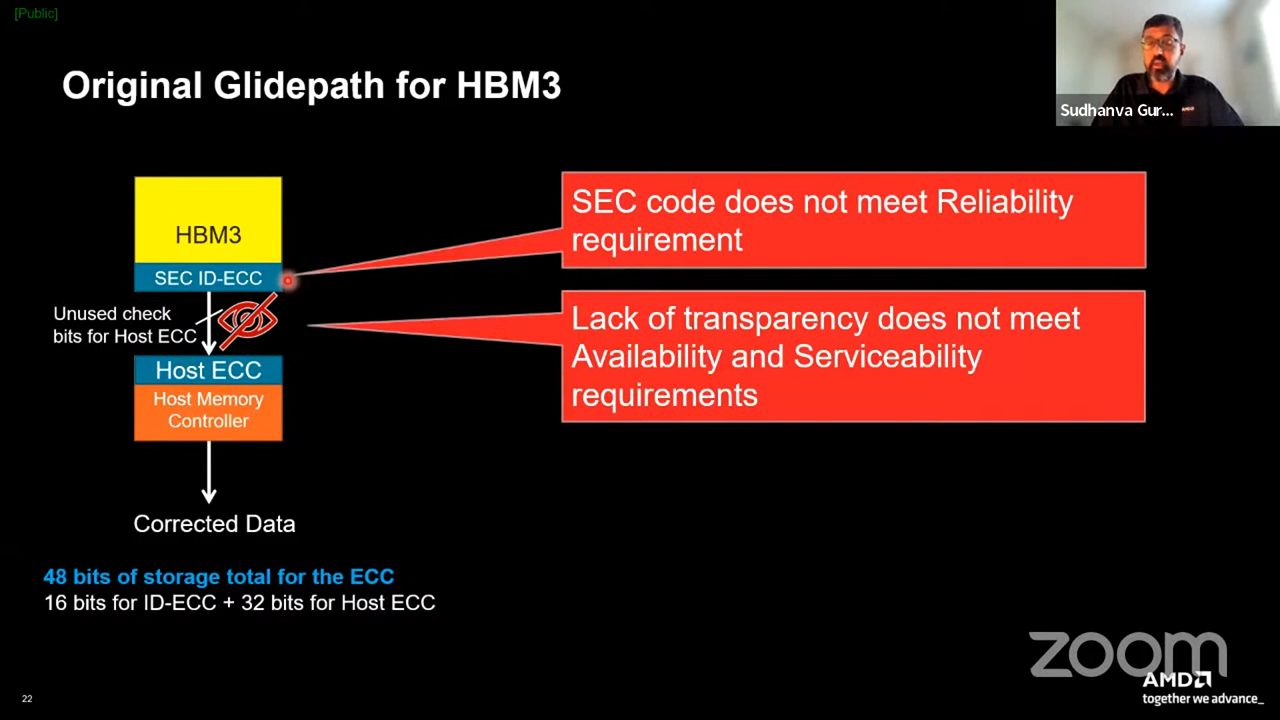 [Public]
Original Glidepath for HBM3
Sudhanva Gur...
HBM3
SEC ID-ECC
Unused check
bits for Host ECC
Host ECC
Host Memory
Controller
Corrected Data
SEC code does not meet Reliability
requirement
Lack of transparency does not meet
Availability and Serviceability
requirements
48 bits of storage total for the ECC
16 bits for ID-ECC + 32 bits for Host ECC
zoom
AMD
together we advance_
22